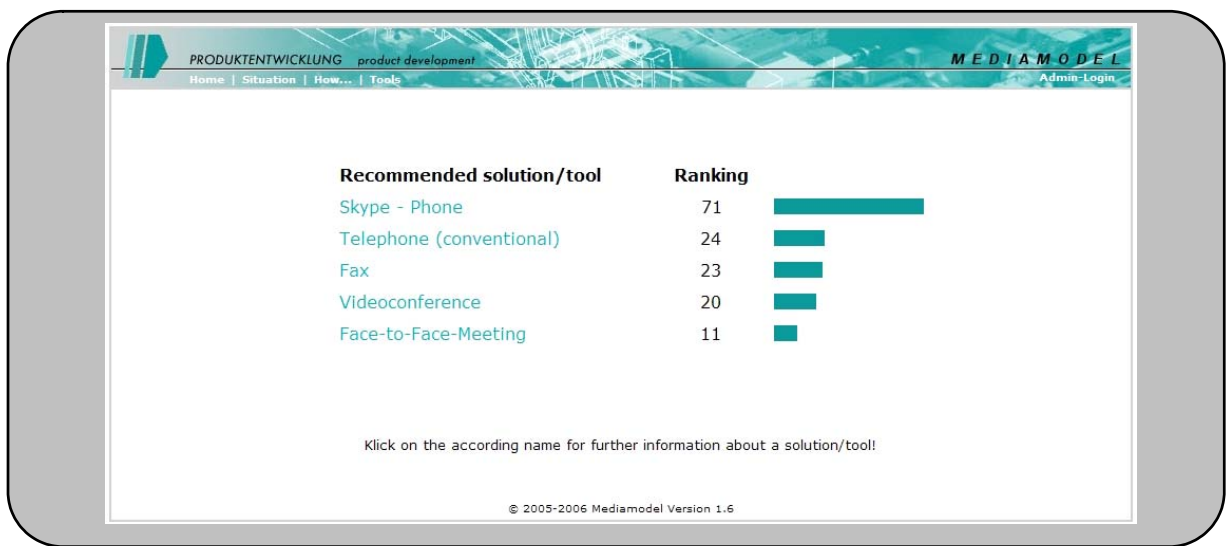 PRODUKTENTWICKLUNG product development MEDIAMODEL
Home | Situation | How... | Tools Admin-Login
Recommended solution/tool Ranking
Skype - Phone 71
Telephone (conventional) 24
Fax 23
Videoconference 20
Face-to-Face-Meeting 11
Klick on the according name for further information about a solution/tool!
© 2005-2006 Mediamodel Version 1.6